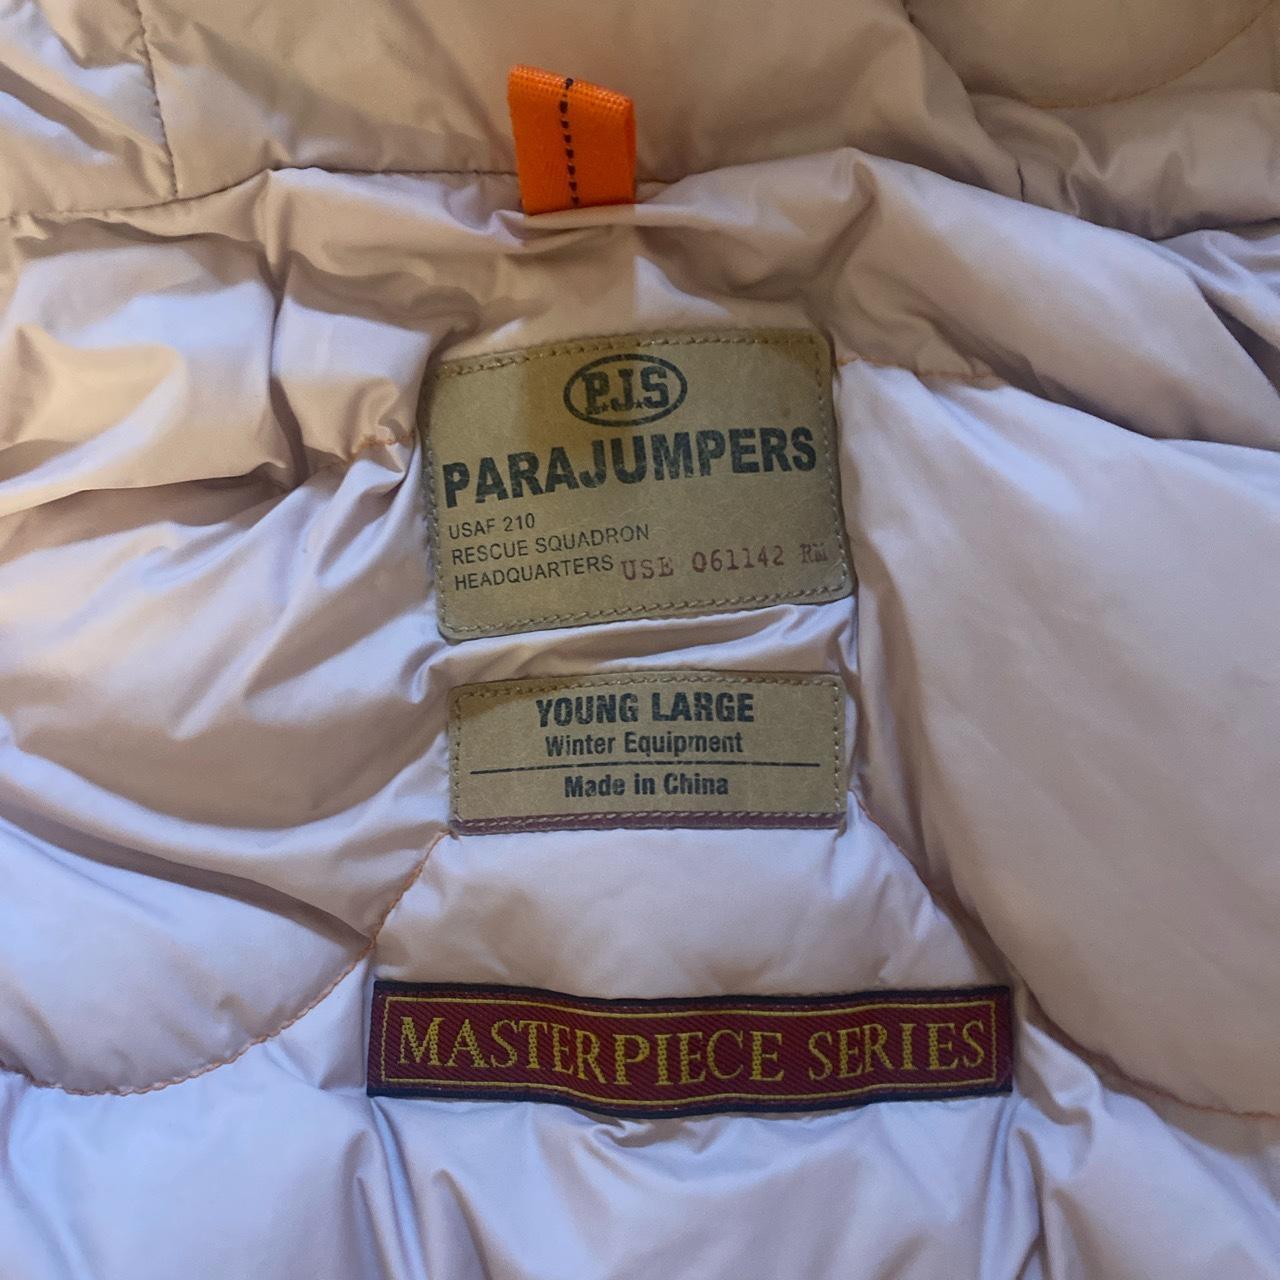 P.J.S
PARAJUMPERS
USAF 210
RESCUE SQUADRON
HEADQUARTERS USE 061142 RM
YOUNG LARGE
Winter Equipment
Made in China
MASTERPIECE SERIES